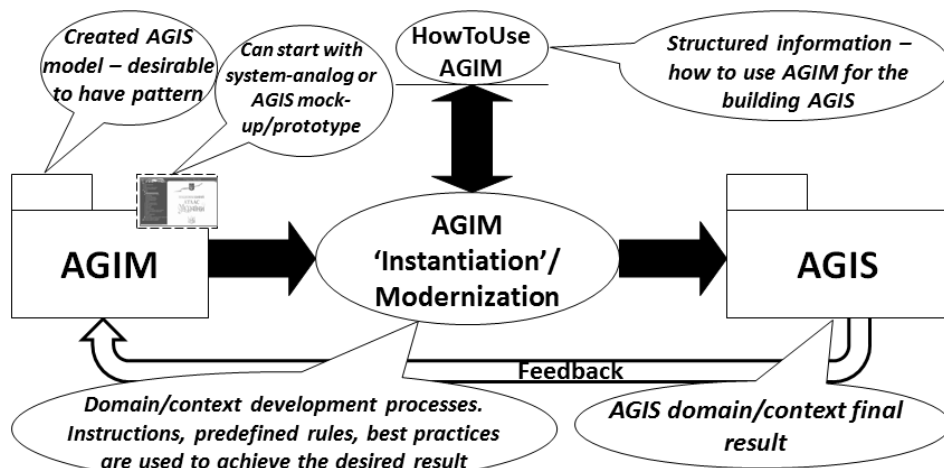 Created AGIS
model – desirable
to have pattern
Can start with
system-analog or
AGIS mock-
up/prototype
HowToUse
AGIM
Structured information –
how to use AGIM for the
building AGIS
AGIM
AGIM
‘Instantiation’/
Modernization
AGIS
Feedback
Domain/context development processes.
Instructions, predefined rules, best practices
are used to achieve the desired result
AGIS domain/context final
result